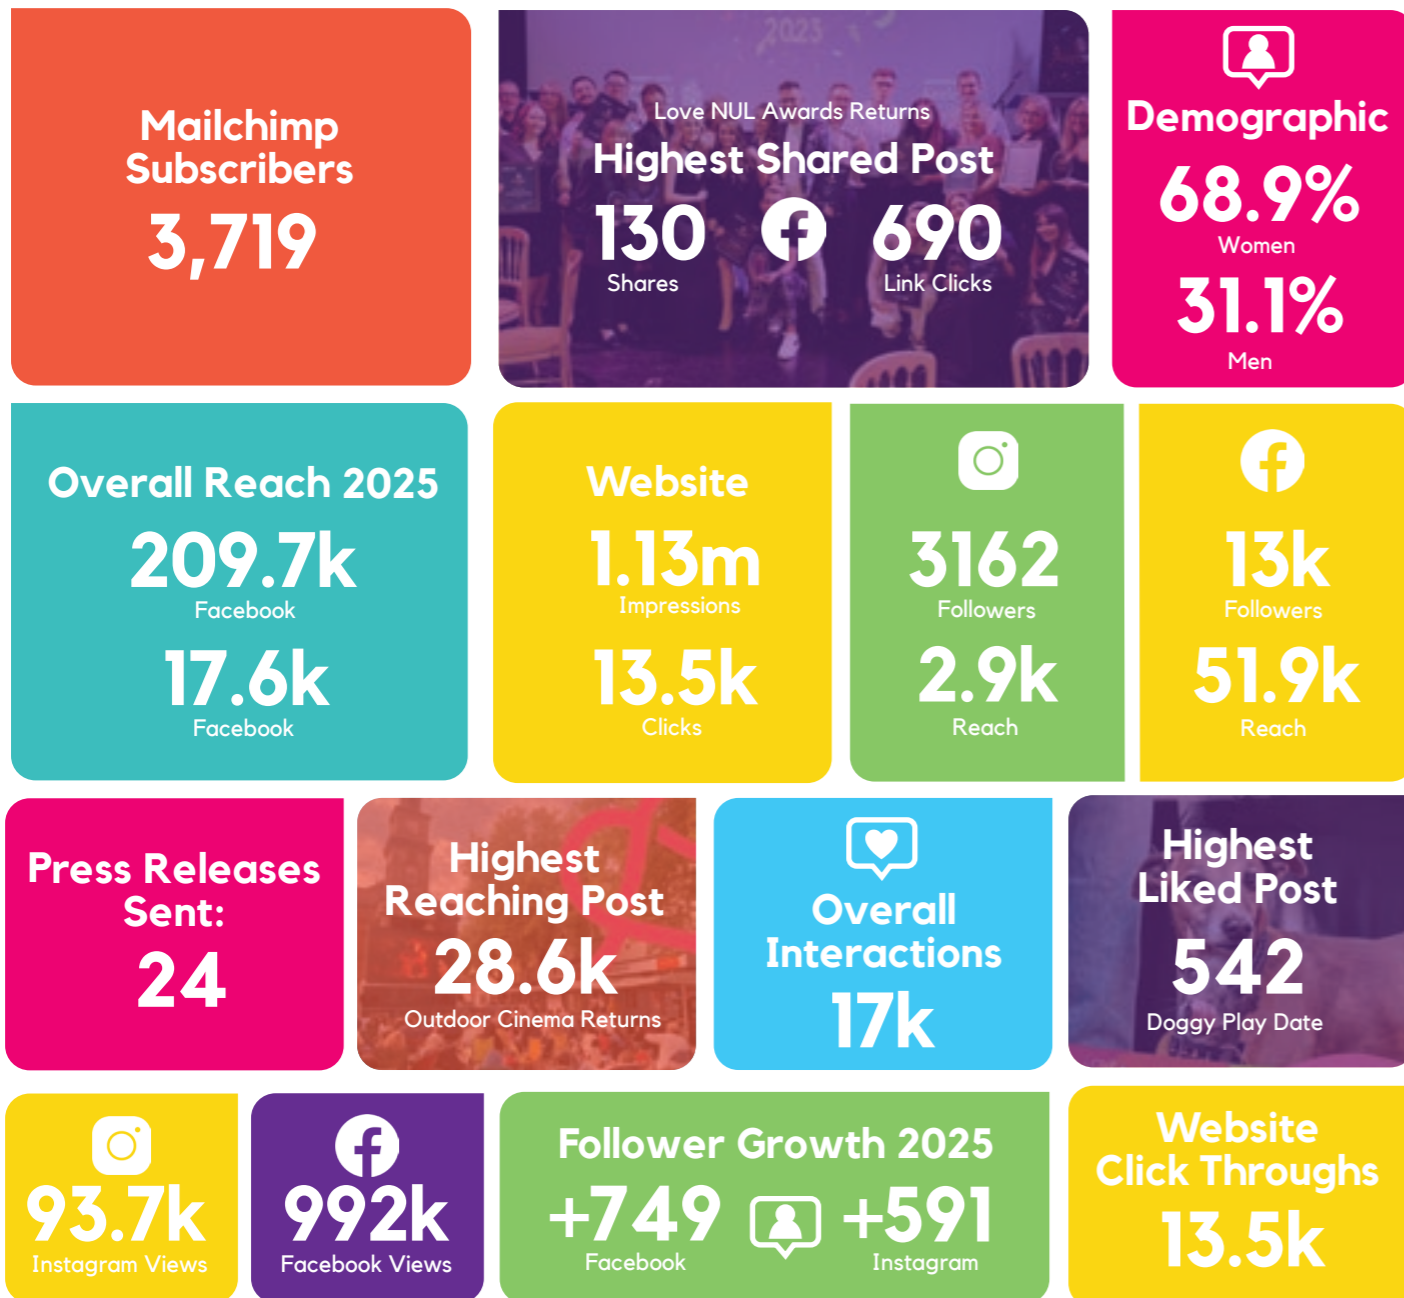 Mailchimp
Subscribers
3,719
2023
Love NUL Awards Returns
Highest Shared Post
130
690
Shares
Link Clicks
Demographic
68.9%
Women
31.1%
Men
Overall Reach 2025
209.7k
Facebook
17.6k
Facebook
Website
1.13m
Impressions
13.5k
Clicks
3162
Followers
2.9k
Reach
13k
Followers
51.9k
Reach
Press Releases
Sent:
24
Highest
Reaching Post
28.6k
Outdoor Cinema Returns
Overall
Interactions
17k
Highest
Liked Post
542
Doggy Play Date
93.7k
Instagram Views
992k
Facebook Views
Follower Growth 2025
+749
+591
Facebook
Instagram
Website
Click Throughs
13.5k